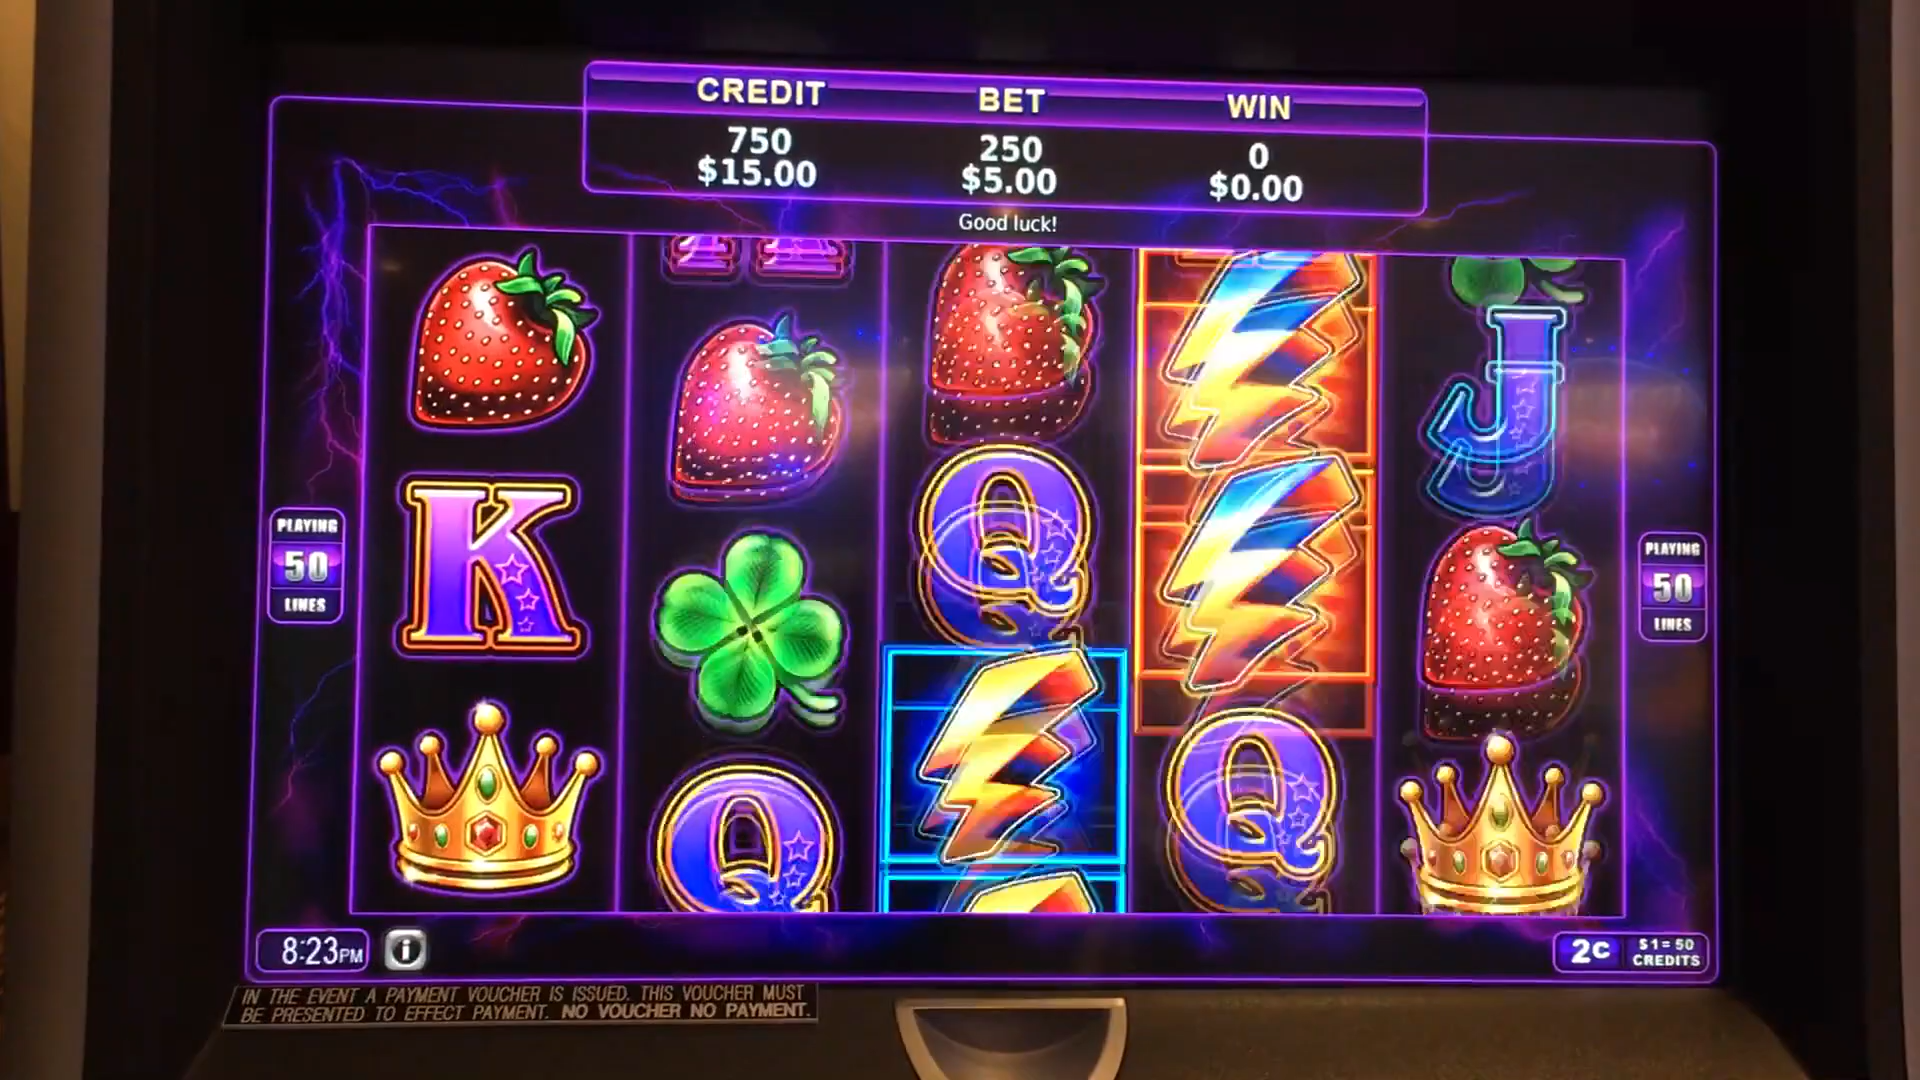 CREDIT BET WIN
750 250 0
$15.00 $5.00 $0.00
Good luck!
J
K
Q
Q
Q
PLAYING
50
LINES
PLAYING
50
LINES
8:23PM
i
2¢
$1=50
CREDITS
IN THE EVENT A PAYMENT VOUCHER IS ISSUED. THIS VOUCHER MUST
BE PRESENTED TO EFFECT PAYMENT. NO VOUCHER NO PAYMENT.